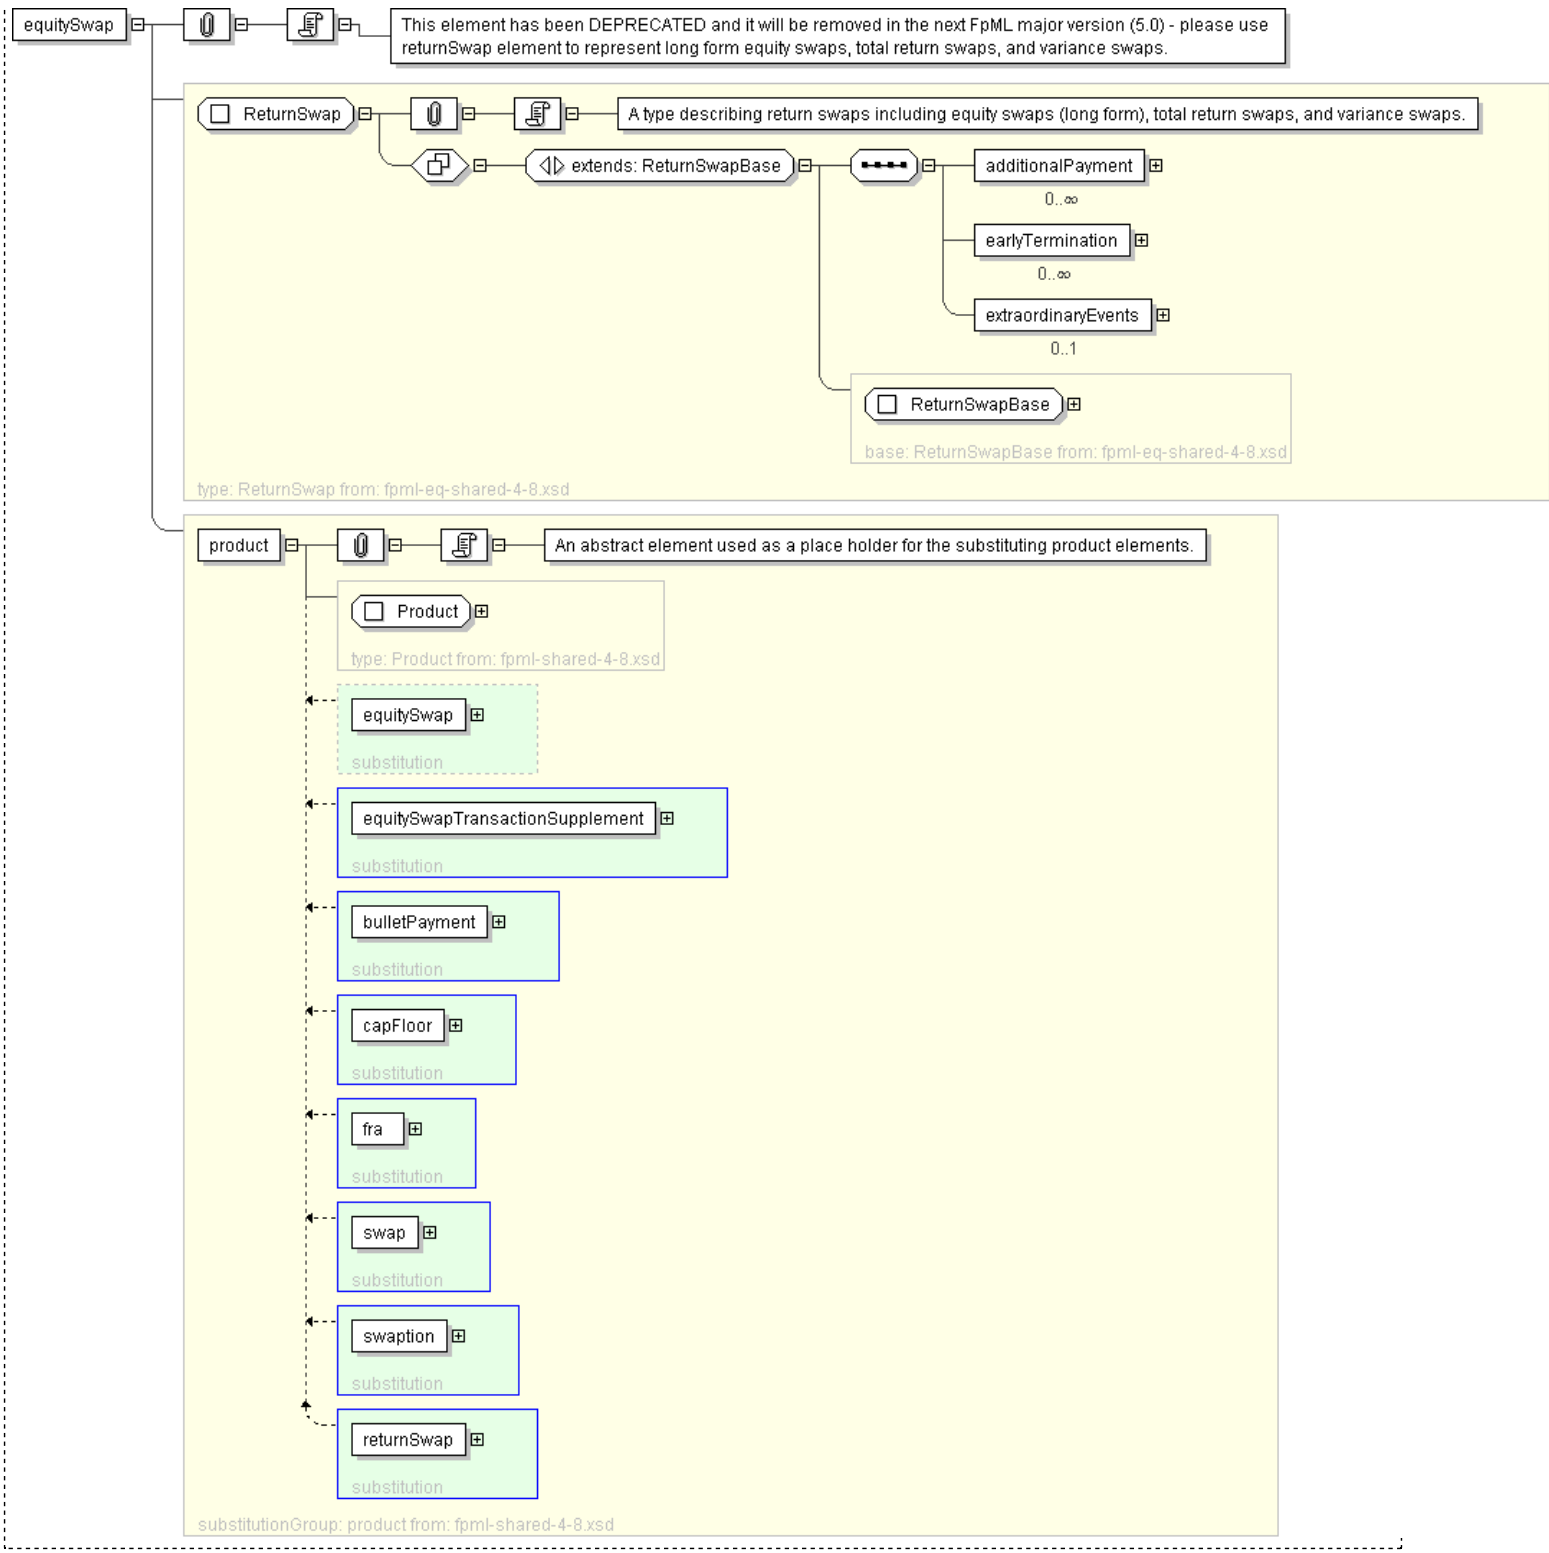 equitySwap
This element has been DEPRECATED and it will be removed in the next FpML major version (5.0) - please use
returnSwap element to represent long form equity swaps, total return swaps, and variance swaps.
ReturnSwap
A type describing return swaps including equity swaps (long form), total return swaps, and variance swaps.
extends: ReturnSwapBase
additionalPayment
0..∞
earlyTermination
0..∞
extraordinaryEvents
0..1
ReturnSwapBase
base: ReturnSwapBase from: fpml-eq-shared-4-8.xsd
type: ReturnSwap from: fpml-eq-shared-4-8.xsd
product
An abstract element used as a place holder for the substituting product elements.
Product
type: Product from: fpml-shared-4-8.xsd
equitySwap
substitution
equitySwapTransactionSupplement
substitution
bulletPayment
substitution
capFloor
substitution
fra
substitution
swap
substitution
swaption
substitution
returnSwap
substitution
substitutionGroup: product from: fpml-shared-4-8.xsd